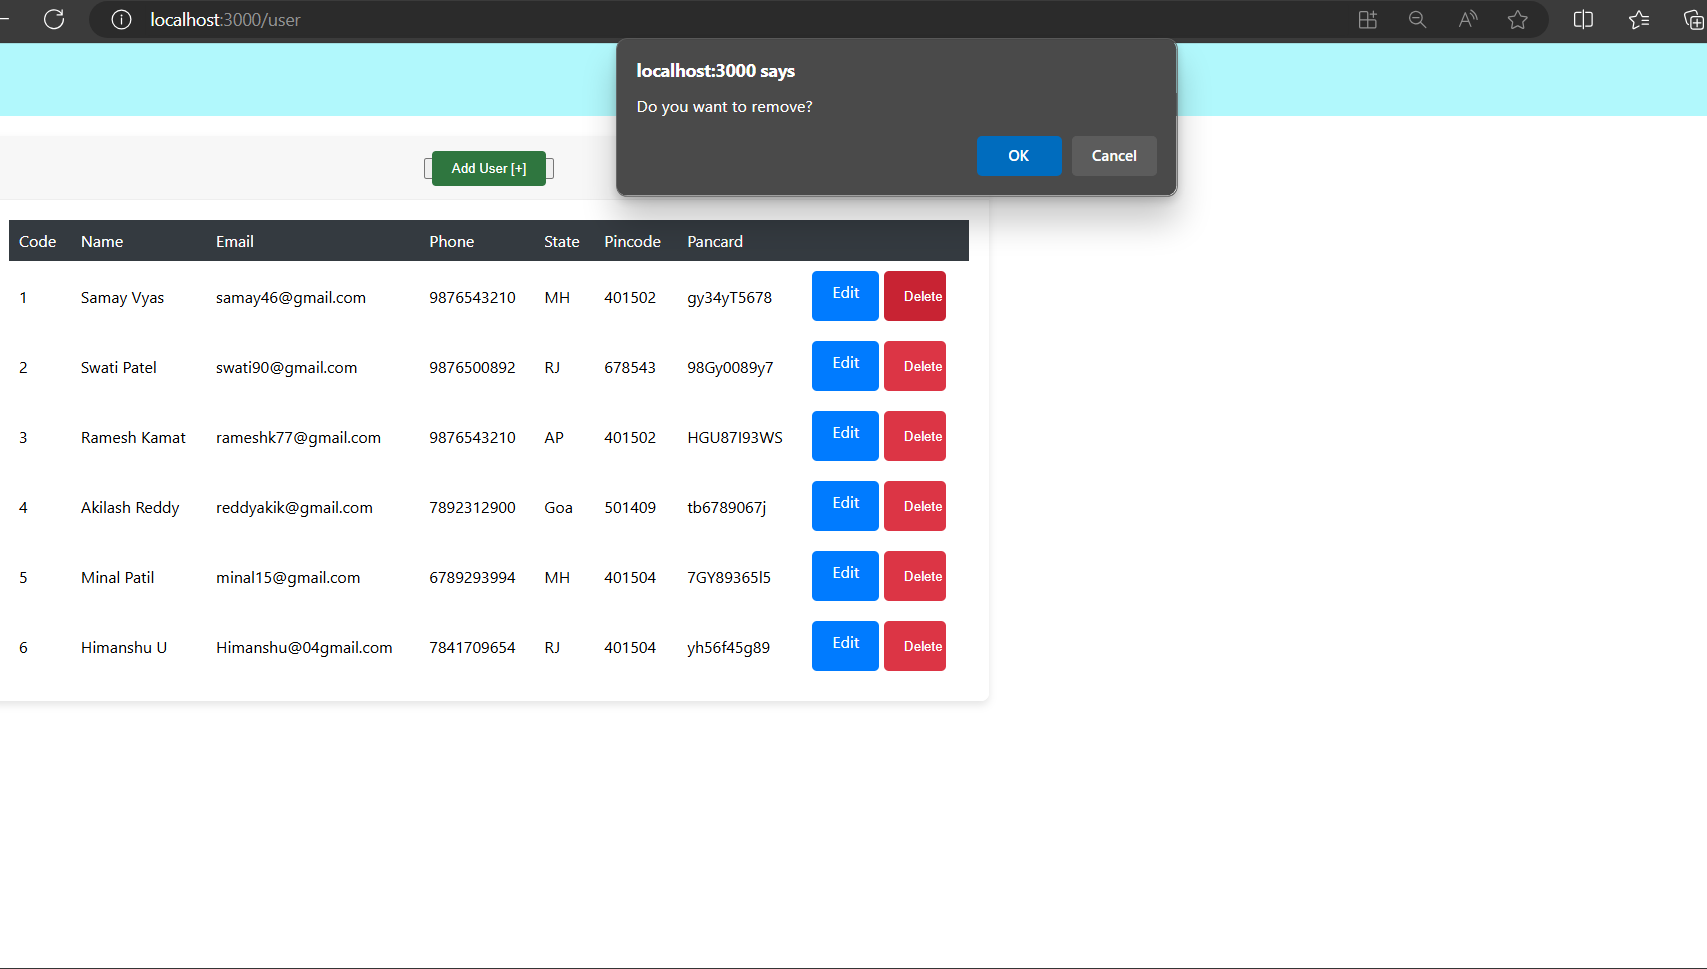 localhost:3000/user
localhost:3000 says
Do you want to remove?
OK Cancel
Add User [+]
Code Name Email Phone State Pincode Pancard
1 Samay Vyas samay46@gmail.com 9876543210 MH 401502 gy34yT5678 Edit Delete
2 Swati Patel swati90@gmail.com 9876500892 RJ 678543 98Gy0089y7 Edit Delete
3 Ramesh Kamat rameshk77@gmail.com 9876543210 AP 401502 HGU87I93WS Edit Delete
4 Akilash Reddy reddyakik@gmail.com 7892312900 Goa 501409 tb6789067j Edit Delete
5 Minal Patil minal15@gmail.com 6789293994 MH 401504 7GY89365l5 Edit Delete
6 Himanshu U Himanshu@04gmail.com 7841709654 RJ 401504 yh56f45g89 Edit Delete